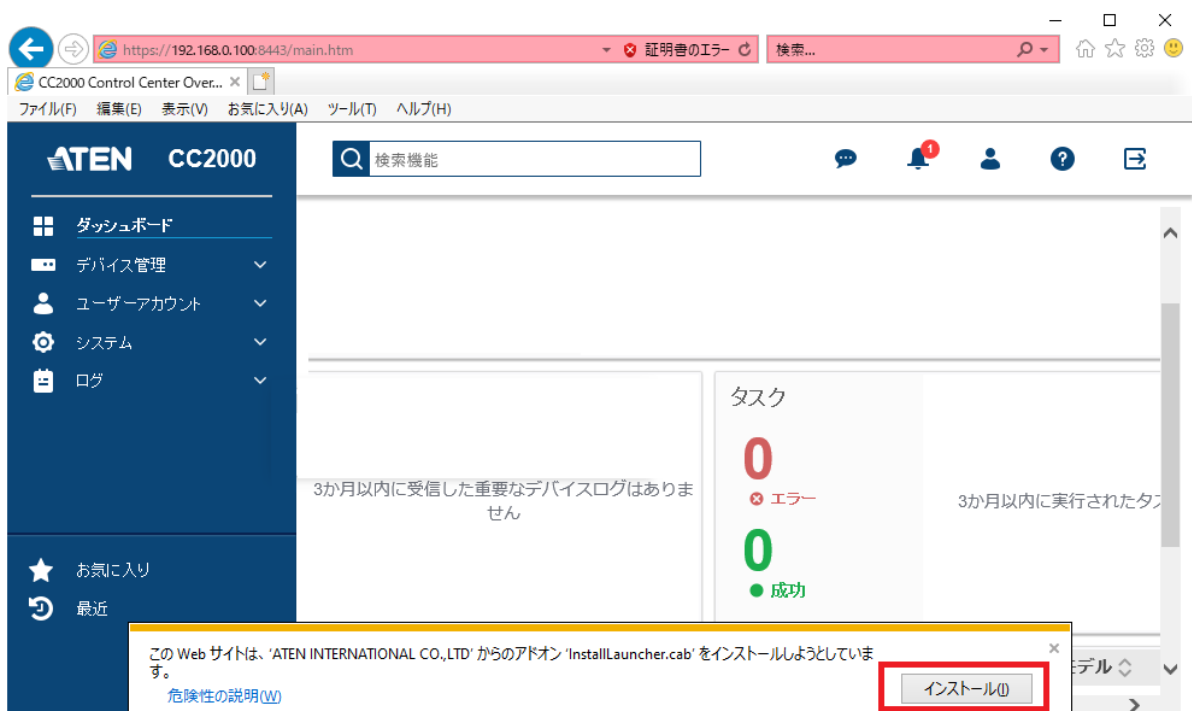 https://192.168.0.100:8443/main.htm
証明書のエラー
検索...
CC2000 Control Center Over...
ファイル(F) 編集(E) 表示(V) お気に入り(A) ツール(T) ヘルプ(H)
ATEN CC2000
検索機能
1
ダッシュボード
デバイス管理
ユーザーアカウント
システム
ログ
お気に入り
最近
3か月以内に受信した重要なデバイスログはありま
せん
タスク
0
エラー
0
成功
3か月以内に実行されたタス
モデル
この Web サイトは、'ATEN INTERNATIONAL CO.,LTD' からのアドオン 'InstallLauncher.cab' をインストールしようとしていま
す。
危険性の説明(W)
インストール(I)